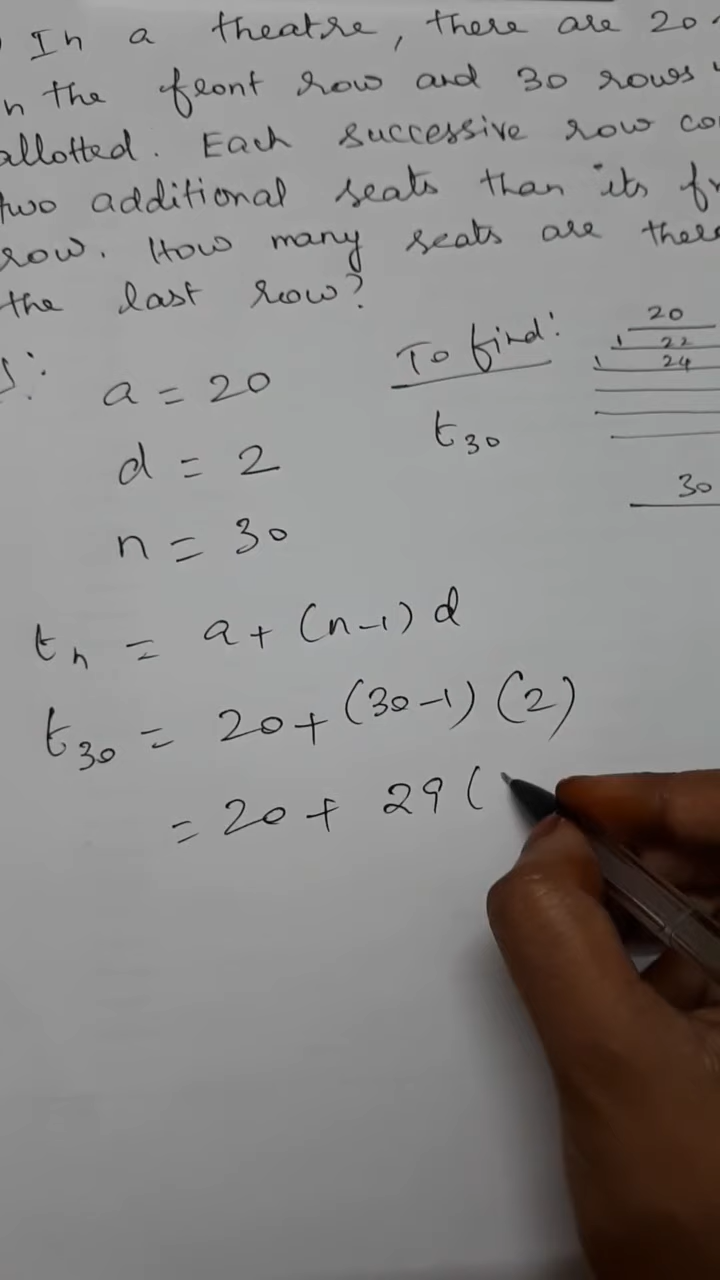 In a theatre, there are 20
the front row and 30 rows
allotted. Each successive row
two additional seats than its
row. How many seats are there
the last row?
To find:
20
22
24
a = 20
t30
d = 2
30
n = 30
tn = a + (n-1) d
t30 = 20 + (30-1) (2)
= 20 + 29 (